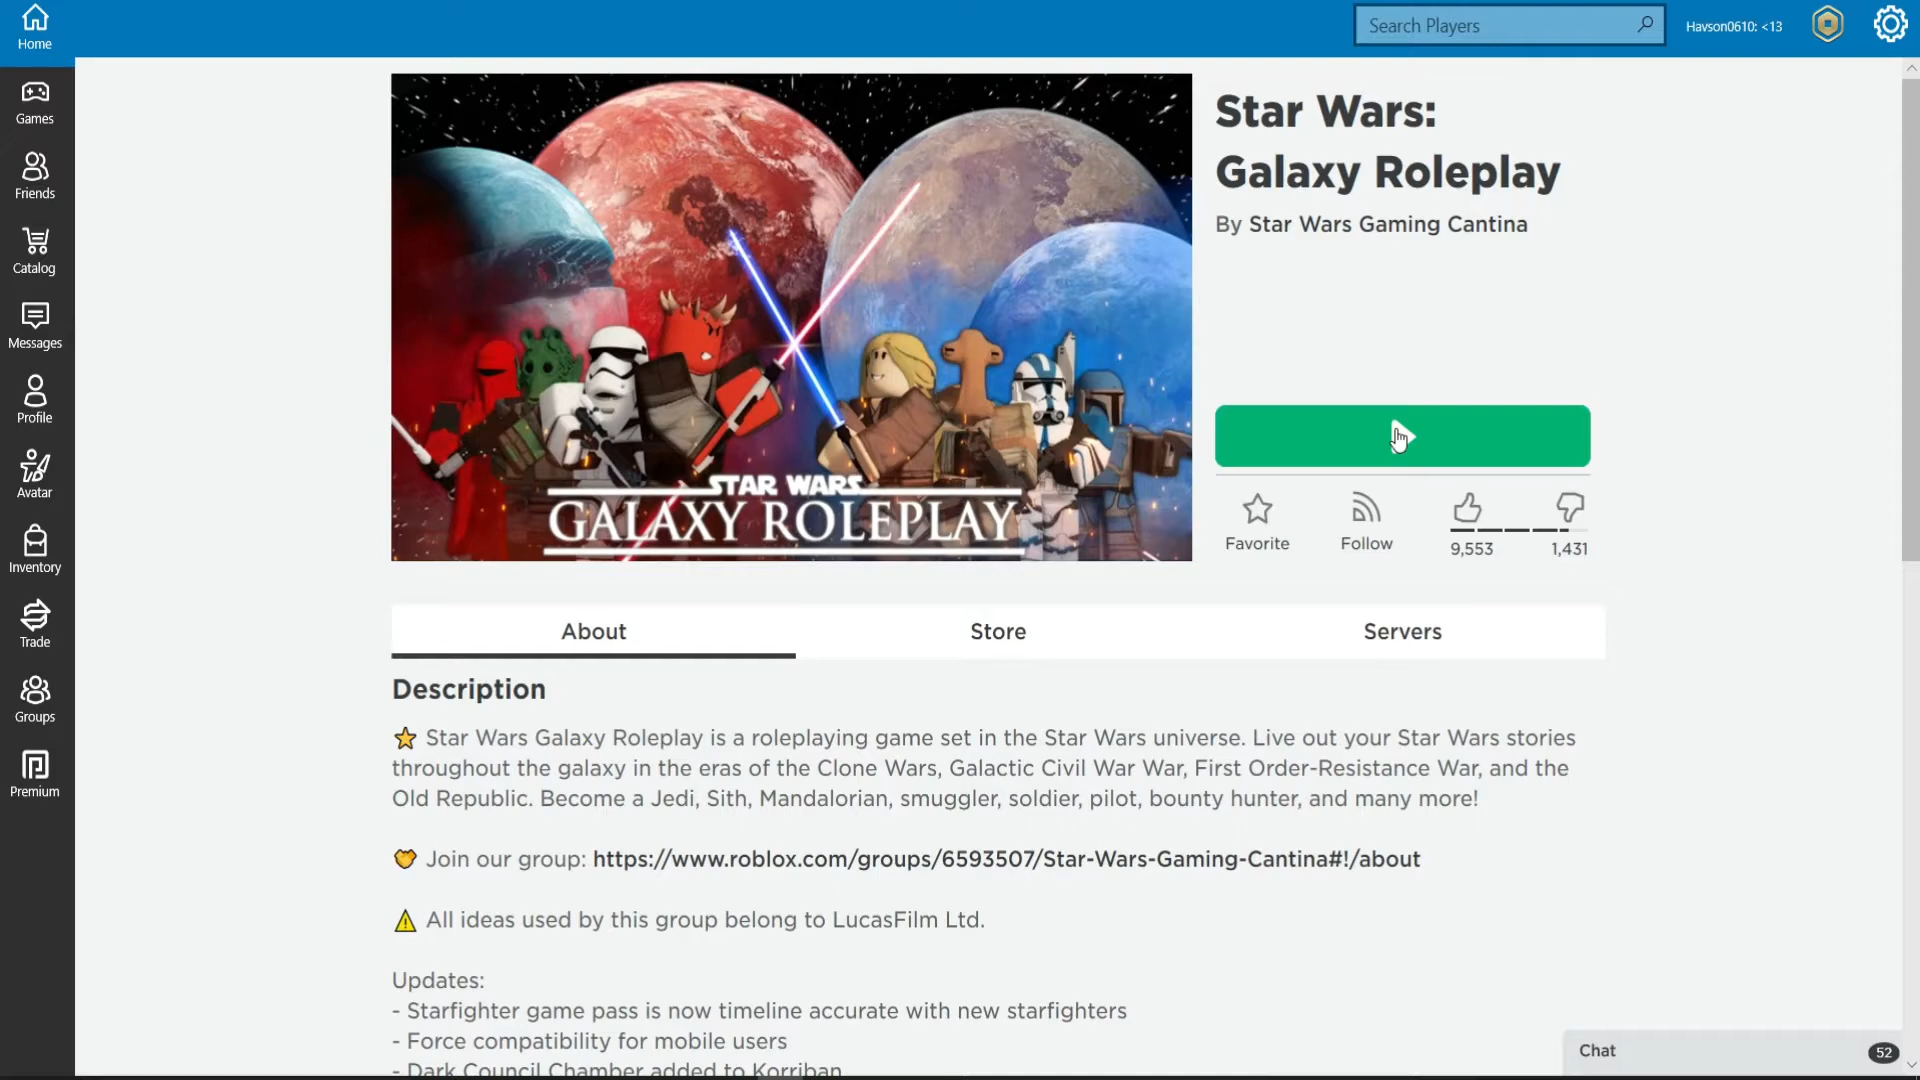 Home
Search Players
Havson0610: <13
Games
Friends
Catalog
Messages
Profile
Avatar
Inventory
Trade
Groups
Premium
STAR WARS
GALAXY ROLEPLAY
Star Wars:
Galaxy Roleplay
By Star Wars Gaming Cantina
Favorite
Follow
9,553
1,431
About
Store
Servers
Description
⭐ Star Wars Galaxy Roleplay is a roleplaying game set in the Star Wars universe. Live out your Star Wars stories
throughout the galaxy in the eras of the Clone Wars, Galactic Civil War War, First Order-Resistance War, and the
Old Republic. Become a Jedi, Sith, Mandalorian, smuggler, soldier, pilot, bounty hunter, and many more!
🧡 Join our group: https://www.roblox.com/groups/6593507/Star-Wars-Gaming-Cantina#!/about
⚠ All ideas used by this group belong to LucasFilm Ltd.
Updates:
- Starfighter game pass is now timeline accurate with new starfighters
- Force compatibility for mobile users
- Dark Council Chamber added to Korriban
Chat
52